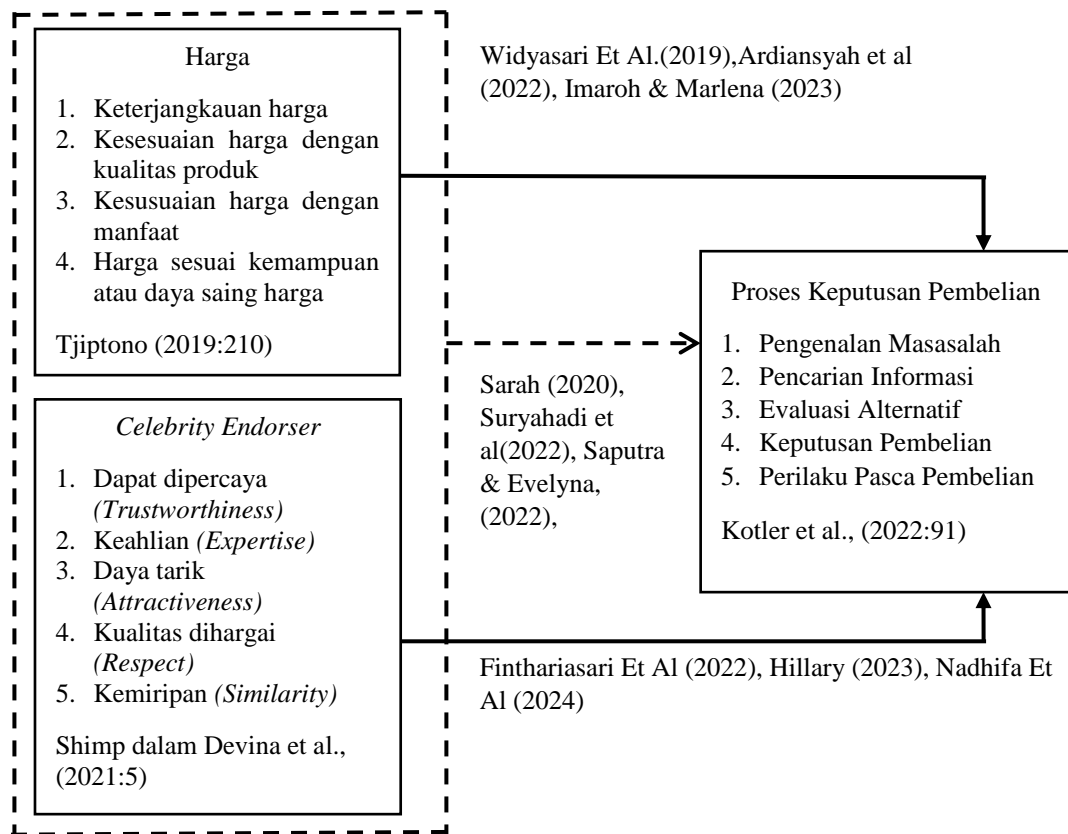 Harga
1. Keterjangkauan harga
2. Kesesuaian harga dengan
kualitas produk
3. Kesusuaian harga dengan
manfaat
4. Harga sesuai kemampuan
atau daya saing harga
Tjiptono (2019:210)
Widyasari Et Al.(2019),Ardiansyah et al
(2022), Imaroh & Marlena (2023)
Celebrity Endorser
1. Dapat dipercaya
(Trustworthiness)
2. Keahlian (Expertise)
3. Daya tarik
(Attractiveness)
4. Kualitas dihargai
(Respect)
5. Kemiripan (Similarity)
Shimp dalam Devina et al.,
(2021:5)
Sarah (2020),
Suryahadi et
al(2022), Saputra
& Evelyna,
(2022),
Finthariasari Et Al (2022), Hillary (2023), Nadhifa Et
Al (2024)
Proses Keputusan Pembelian
1. Pengenalan Masasalah
2. Pencarian Informasi
3. Evaluasi Alternatif
4. Keputusan Pembelian
5. Perilaku Pasca Pembelian
Kotler et al., (2022:91)